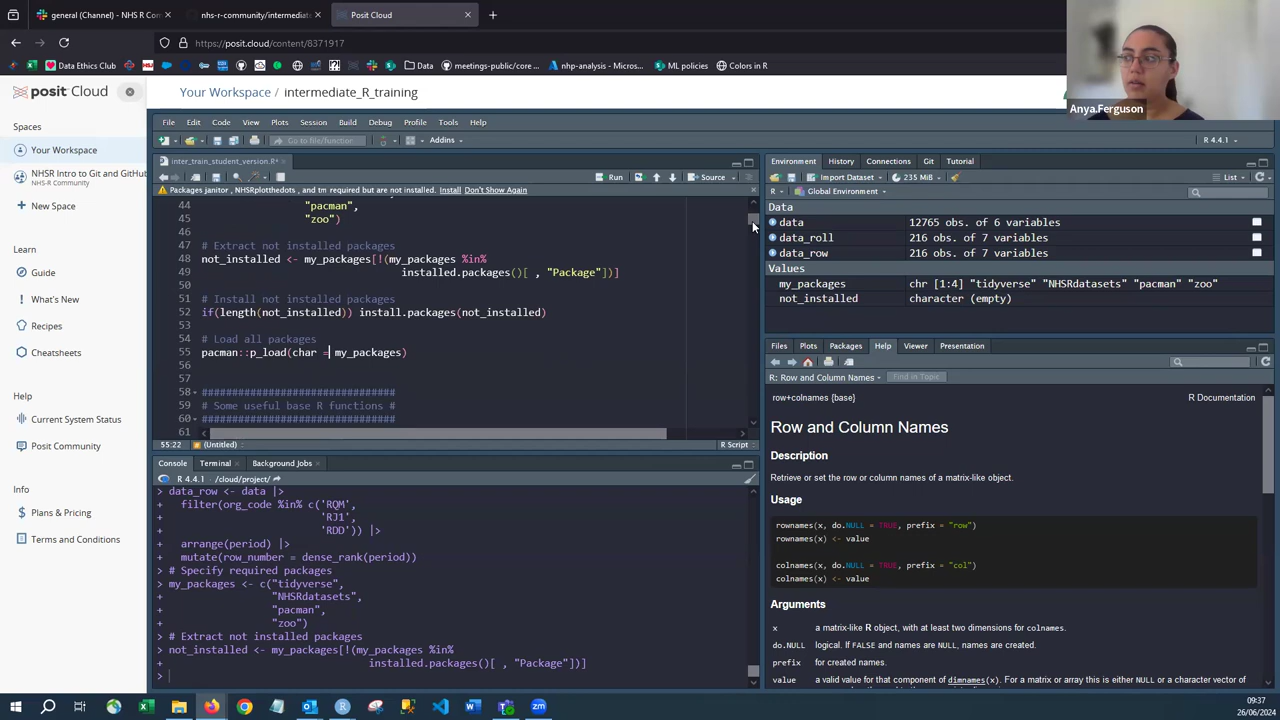 general (Channel) - NHS R Com
nhs-r-community/intermediate
Posit Cloud
https://posit.cloud/content/8371917
Data Ethics Club
Data
meetings-public/core ...
nhp-analysis - Micros...
ML policies
Colors in R
Anya.Ferguson
posit Cloud
Your Workspace / intermediate_R_training
Spaces
Your Workspace
NHSR Intro to Git and GitHub
NHS-R Community
New Space
Learn
Guide
What's New
Recipes
Cheatsheets
Help
Current System Status
Posit Community
Info
Plans & Pricing
Terms and Conditions
File Edit Code View Plots Session Build Debug Profile Tools Help
Go to file/function
Addins
R 4.4.1
inter_train_student_version.R*
Run
Source
Packages janitor , NHSRplothedots, and tm required but are not installed. Install Don't Show Again
44 "pacman",
45 "zoo")
46
47 # Extract not installed packages
48 not_installed <- my_packages[!(my_packages %in%
49 installed.packages()[ , "Package"])]
50
51 # Install not installed packages
52 if(length(not_installed)) install.packages(not_installed)
53
54 # Load all packages
55 pacman::p_load(char = my_packages)
56
57
58 ################################
59 # Some useful base R functions #
60 ################################
61
55:22 (Untitled) R Script
Console Terminal Background Jobs
R 4.4.1 · /cloud/project/
> data_row <- data |>
+ filter(org_code %in% c('RQM',
+ 'RJ1',
+ 'RDD')) |>
+ arrange(period) |>
+ mutate(row_number = dense_rank(period))
> # Specify required packages
> my_packages <- c("tidyverse",
+ "NHSRdatasets",
+ "pacman",
+ "zoo")
> # Extract not installed packages
> not_installed <- my_packages[!(my_packages %in%
+ installed.packages()[ , "Package"])]
>
Environment History Connections Git Tutorial
Import Dataset
235 MiB
List
R
Global Environment
Data
data 12765 obs. of 6 variables
data_roll 216 obs. of 7 variables
data_row 216 obs. of 7 variables
Values
my_packages chr [1:4] "tidyverse" "NHSRdatasets" "pacman" "zoo"
not_installed character (empty)
Files Plots Packages Help Viewer Presentation
R: Row and Column Names
Find in Topic
row+colnames {base} R Documentation
Row and Column Names
Description
Retrieve or set the row or column names of a matrix-like object.
Usage
rownames(x, do.NULL = TRUE, prefix = "row")
rownames(x) <- value
colnames(x, do.NULL = TRUE, prefix = "col")
colnames(x) <- value
Arguments
x a matrix-like R object, with at least two dimensions for colnames.
do.NULL logical. If FALSE and names are NULL, names are created.
prefix for created names.
value a valid value for that component of dimnames(x). For a matrix or array this is either NULL or a character vector of
09:37
26/06/2024